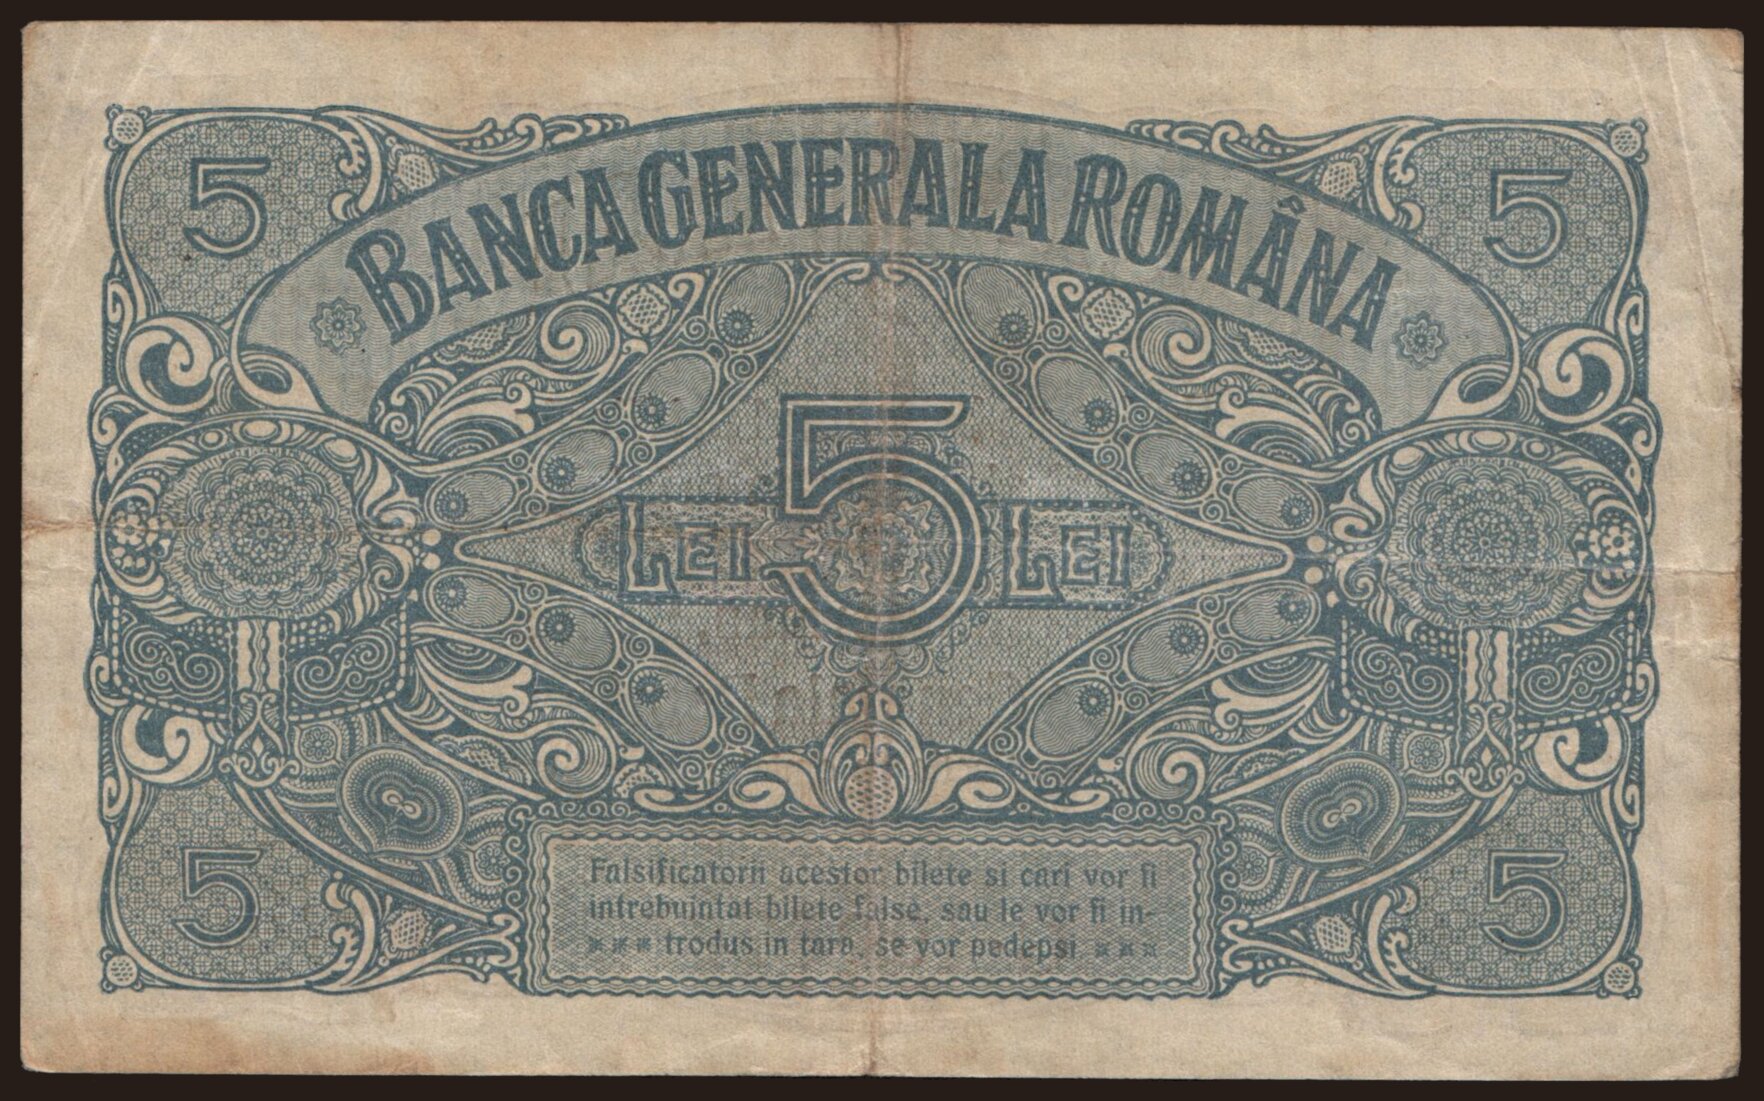 5 5
BANCA GENERALA ROMÂNA
LEI 5 LEI
5 5
Falsificatorii acestor bilete si cari vor fi
intrebuintat bilete false, sau le vor fi in-
*** trodus in tara, se vor pedepsi ***